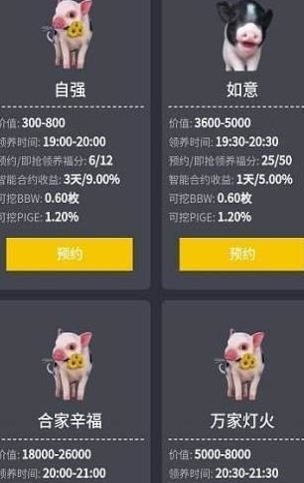 自强
价值: 300-800
领养时间: 19:00-20:00
预约/即抢领养福分: 6/12
智能合约收益: 3天/9.00%
可挖BBW: 0.60枚
可挖PIGE: 1.20%
预约
如意
价值: 3600-5000
领养时间: 19:30-20:30
预约/即抢领养福分: 25/50
智能合约收益: 1天/5.00%
可挖BBW: 0.60枚
可挖PIGE: 1.20%
预约
合家辛福
价值: 18000-26000
领养时间: 20:00-21:00
万家灯火
价值: 5000-8000
领养时间: 20:30-21:30